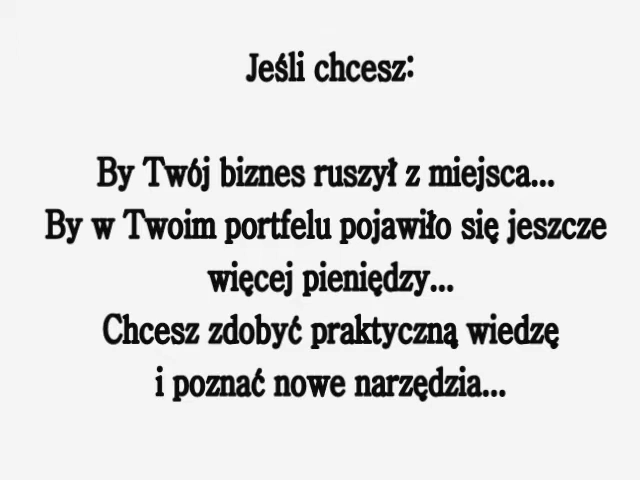 Jeśli chcesz:
By Twój biznes ruszył z miejsca...
By w Twoim portfelu pojawiło się jeszcze
więcej pieniędzy...
Chcesz zdobyć praktyczną wiedzę
i poznać nowe narzędzia...